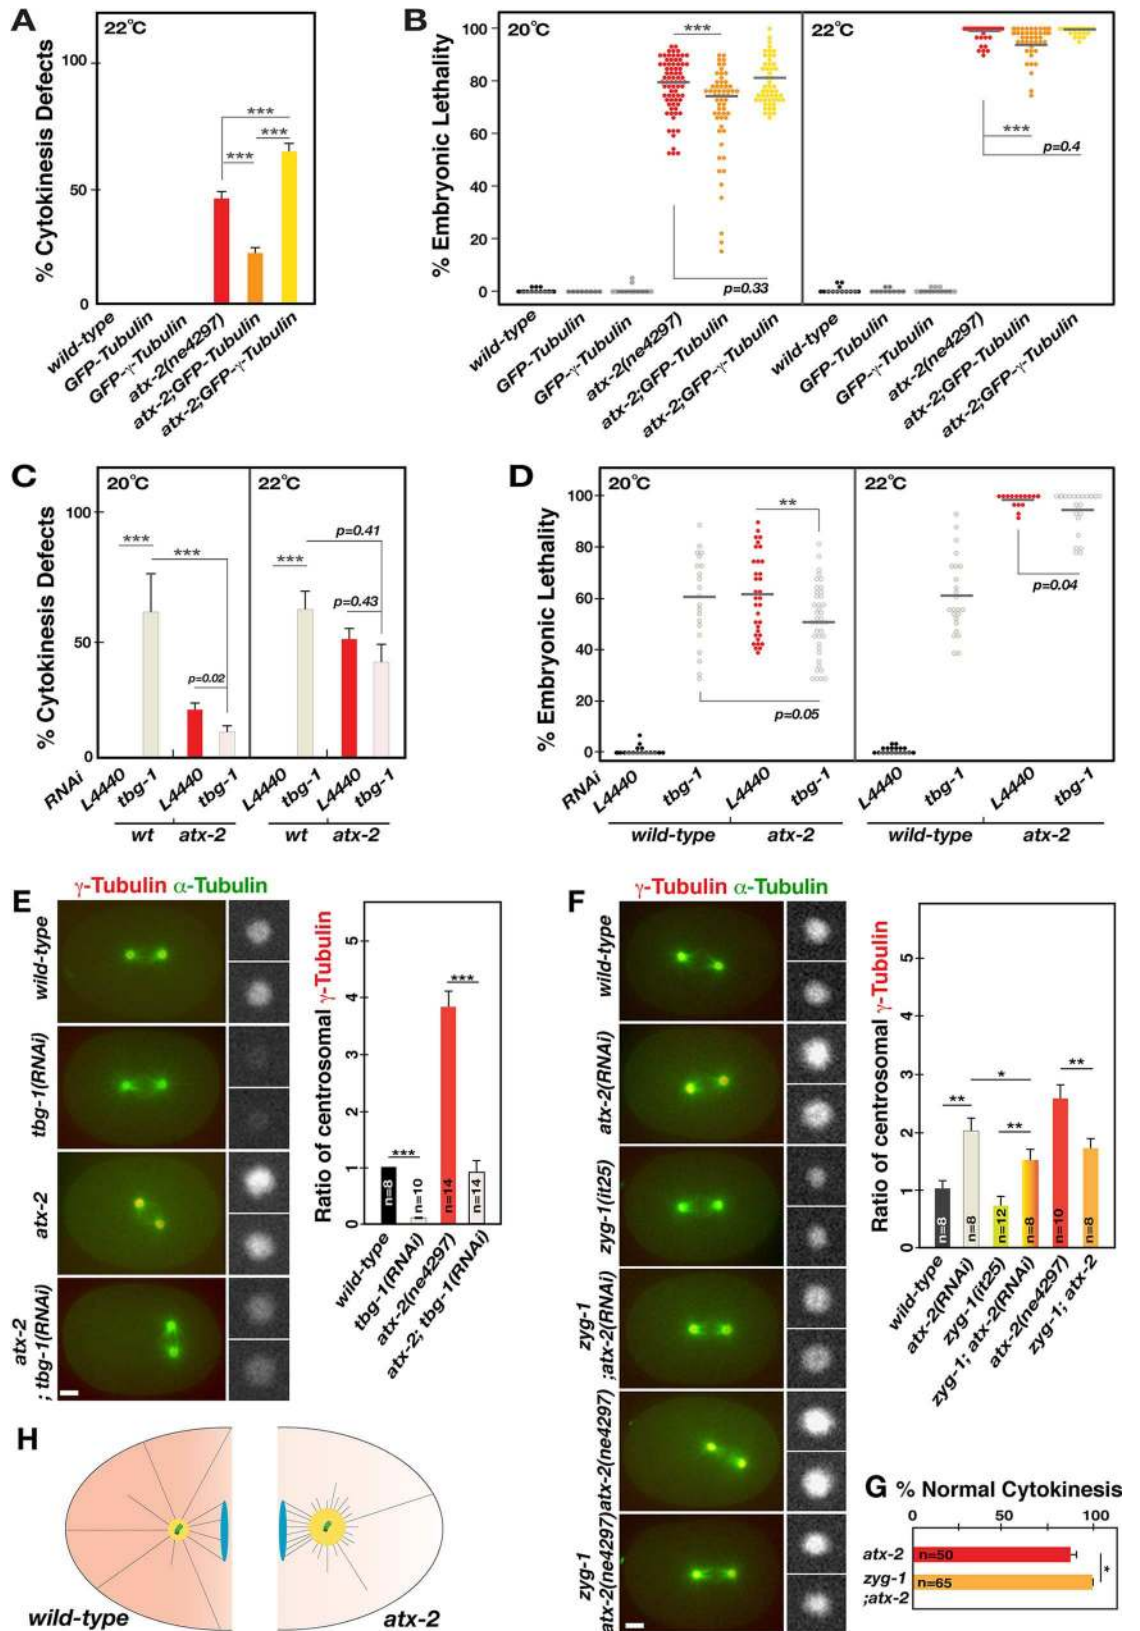 A
22°C
% Cytokinesis Defects
100
50
0
***
***
***
wild-type
GFP-Tubulin
GFP-γ-Tubulin
atx-2(ne4297)
atx-2;GFP-Tubulin
atx-2;GFP-γ-Tubulin
B
20°C
22°C
% Embryonic Lethality
100
80
60
40
20
0
***
p=0.33
***
p=0.4
wild-type
GFP-Tubulin
GFP-γ-Tubulin
atx-2(ne4297)
atx-2;GFP-Tubulin
atx-2;GFP-γ-Tubulin
wild-type
GFP-Tubulin
GFP-γ-Tubulin
atx-2(ne4297)
atx-2;GFP-Tubulin
atx-2;GFP-γ-Tubulin
C
20°C
22°C
% Cytokinesis Defects
100
50
0
***
***
p=0.02
***
p=0.41
p=0.43
RNAi
L4440
tbg-1
L4440
tbg-1
L4440
tbg-1
L4440
tbg-1
wt
atx-2
wt
atx-2
D
20°C
22°C
% Embryonic Lethality
100
80
60
40
20
0
**
p=0.05
p=0.04
RNAi
L4440
tbg-1
L4440
tbg-1
L4440
tbg-1
L4440
tbg-1
wild-type
atx-2
wild-type
atx-2
E
γ-Tubulin α-Tubulin
wild-type
tbg-1(RNAi)
atx-2
atx-2
; tbg-1(RNAi)
Ratio of centrosomal γ-Tubulin
5
4
3
2
1
0
***
***
n=8
n=10
n=14
n=14
wild-type
tbg-1(RNAi)
atx-2(ne4297)
atx-2; tbg-1(RNAi)
F
γ-Tubulin α-Tubulin
wild-type
atx-2(RNAi)
zyg-1(it25)
zyg-1
;atx-2(RNAi)
atx-2(ne4297)
zyg-1
atx-2(ne4297)
Ratio of centrosomal γ-Tubulin
5
4
3
2
1
0
**
*
**
**
n=8
n=8
n=12
n=8
n=10
n=8
wild-type
atx-2(RNAi)
zyg-1(it25)
zyg-1; atx-2(RNAi)
atx-2(ne4297)
zyg-1; atx-2
G
% Normal Cytokinesis
0
50
100
atx-2
n=50
zyg-1
;atx-2
n=65
*
H
wild-type
atx-2